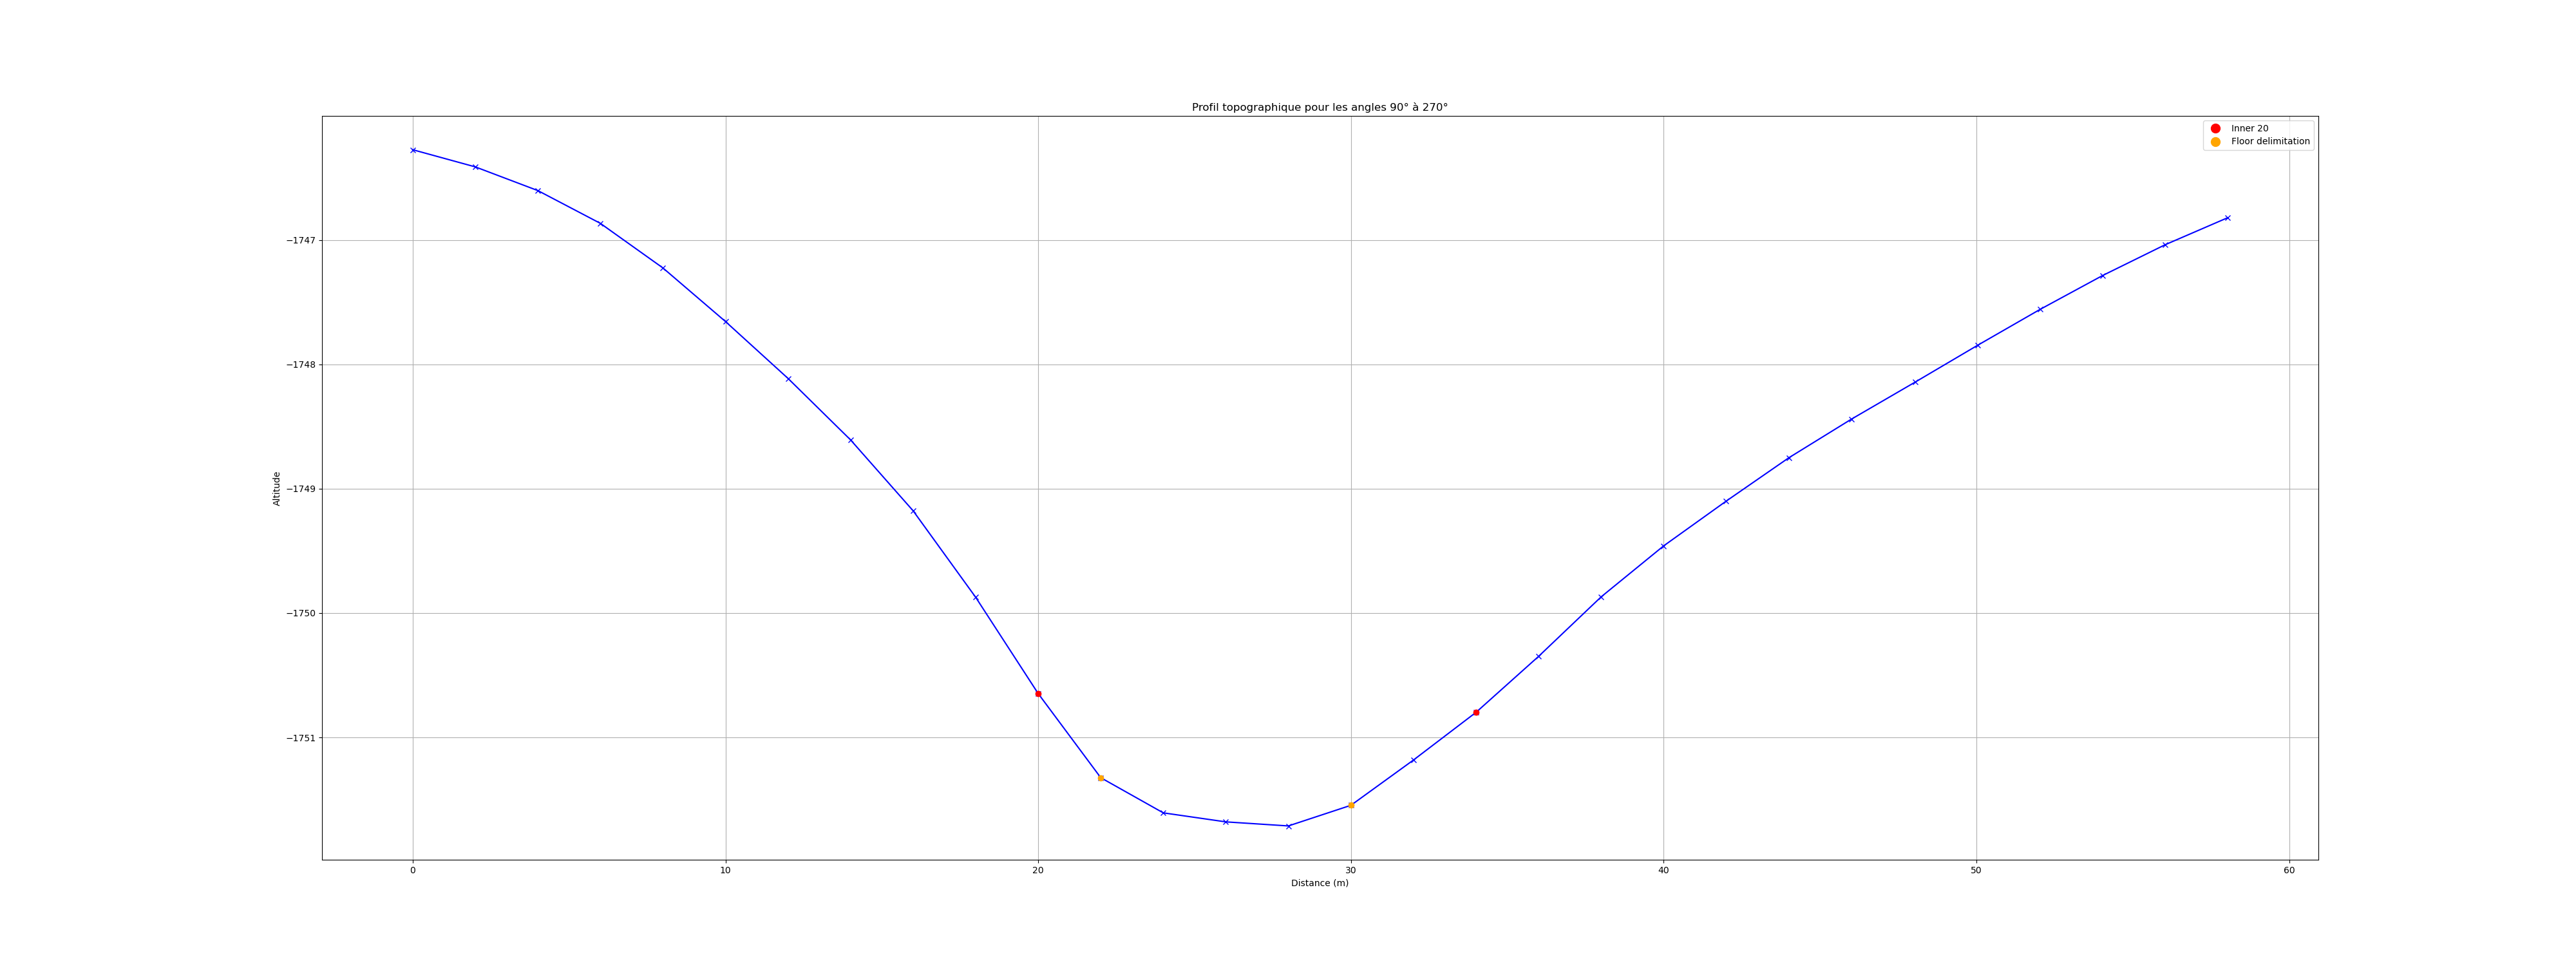 Profil topographique pour les angles 90° à 270°
Inner 20
Floor delimitation
Altitude
−1747
−1748
−1749
−1750
−1751
0 10 20 30 40 50 60
Distance (m)